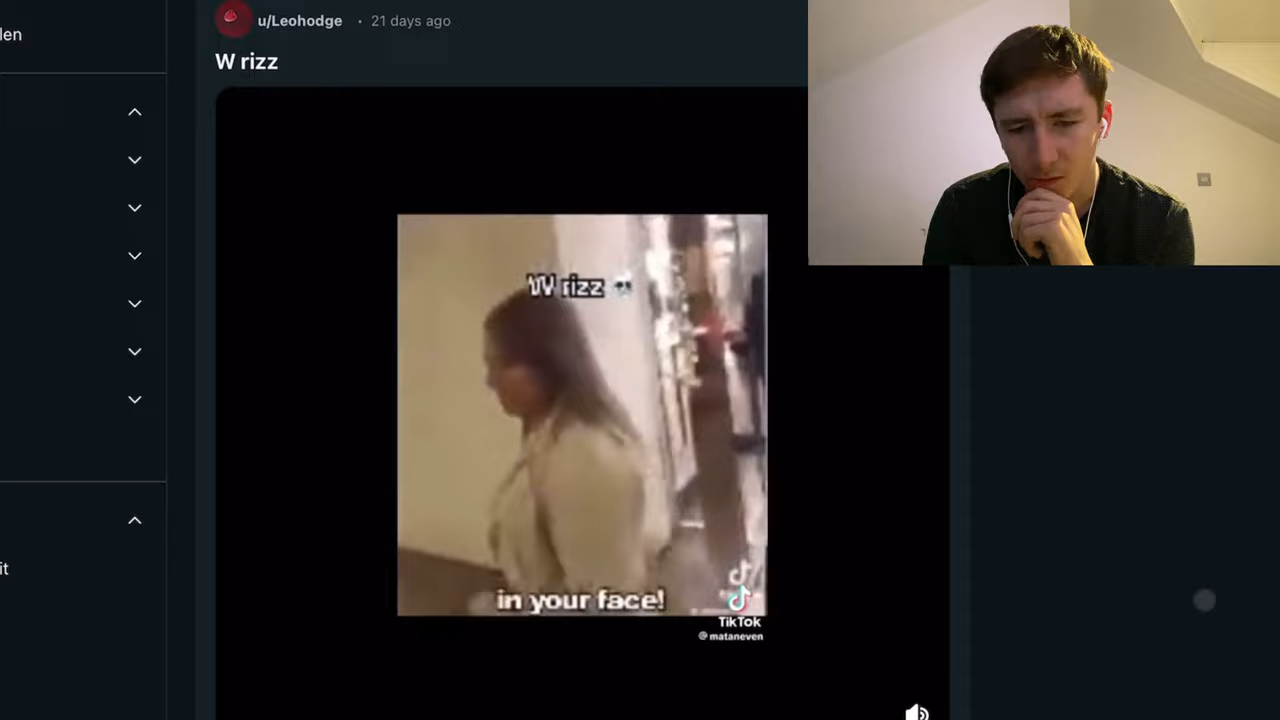 len
u/Leohodge • 21 days ago
W rizz
W rizz
in your face!
TikTok
@mataneven
it